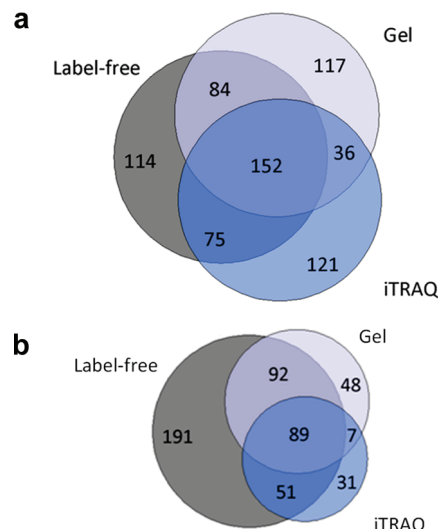 a
Gel
Label-free
117
84
114
152
36
75
121
iTRAQ
b
Gel
Label-free
92
48
191
89
7
51
31
iTRAQ